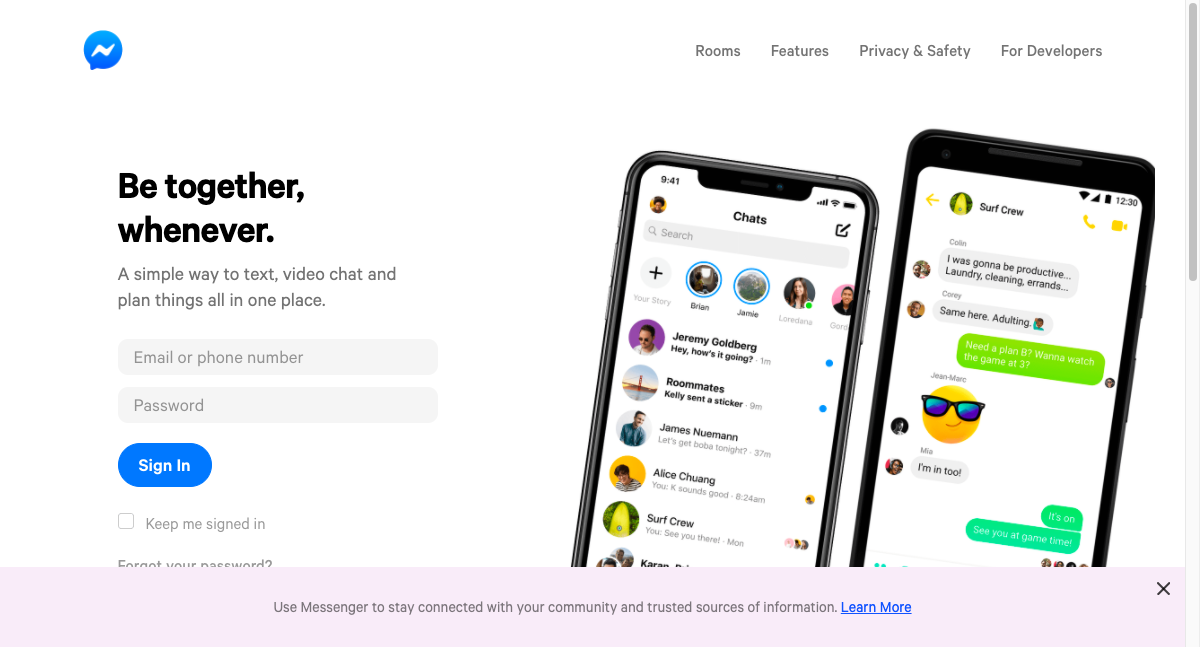 Rooms
Features
Privacy & Safety
For Developers
Be together,
whenever.
A simple way to text, video chat and
plan things all in one place.
Email or phone number
Password
Sign In
Keep me signed in
Forgot your password?
9:41
Chats
Search
Your Story
Brian
Jamie
Loredana
Jeremy Goldberg
Hey, how's it going? · 1m
Roommates
Kelly sent a sticker · 9m
James Nuemann
Let's get boba tonight? · 37m
Alice Chuang
You: K sounds good · 8:24am
Surf Crew
You: See you there! · Mon
12:30
Surf Crew
Colin
I was gonna be productive...
Laundry, cleaning, errands...
Corey
Same here. Adulting.
Need a plan B? Wanna watch
the game at 3?
Jean-Marc
Mia
I'm in too!
It's on
See you at game time!
Use Messenger to stay connected with your community and trusted sources of information. Learn More